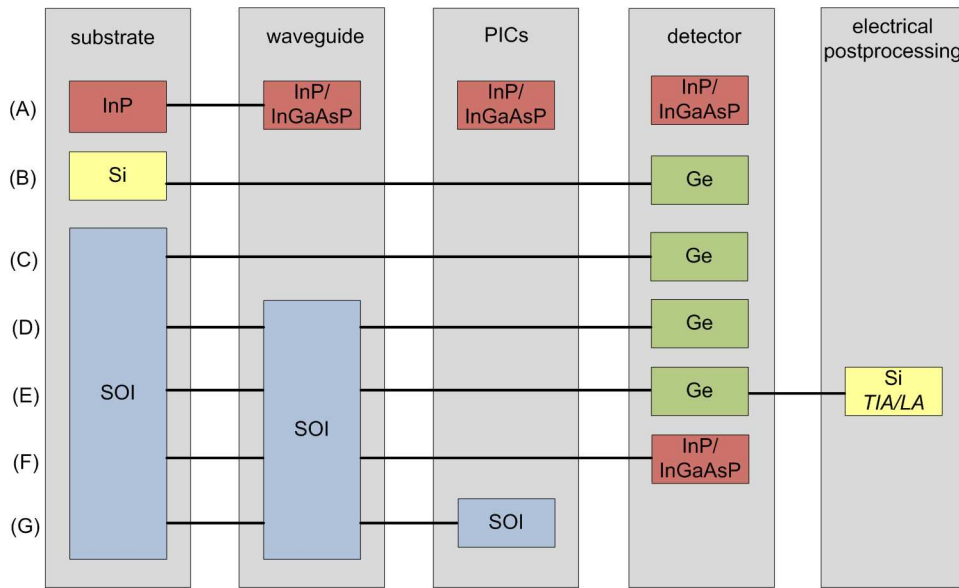 substrate
waveguide
PICs
detector
electrical
postprocessing
(A)
InP
InP/
InGaAsP
InP/
InGaAsP
InP/
InGaAsP
(B)
Si
Ge
(C)
Ge
(D)
Ge
(E)
SOI
SOI
Ge
Si
TIA/LA
(F)
InP/
InGaAsP
(G)
SOI